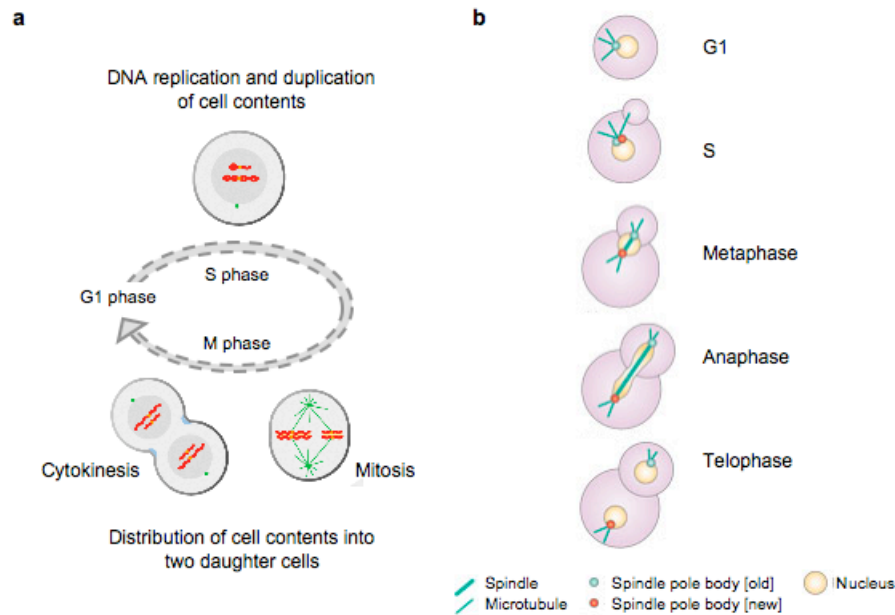 a
DNA replication and duplication
of cell contents
S phase
G1 phase
M phase
Cytokinesis
Mitosis
Distribution of cell contents into
two daughter cells
b
G1
S
Metaphase
Anaphase
Telophase
Spindle
Microtubule
Spindle pole body [old]
Spindle pole body [new]
Nucleus